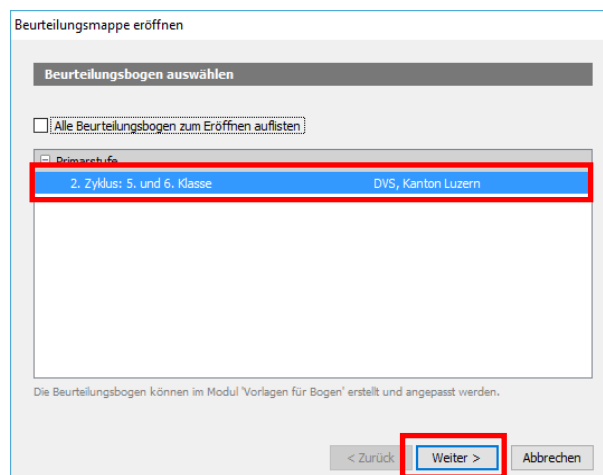 Beurteilungsmappe eröffnen
Beurteilungsbogen auswählen
Alle Beurteilungsbogen zum Eröffnen auflisten
Primarstufe
2. Zyklus: 5. und 6. Klasse DVS, Kanton Luzern
Die Beurteilungsbogen können im Modul 'Vorlagen für Bogen' erstellt und angepasst werden.
< Zurück Weiter > Abbrechen